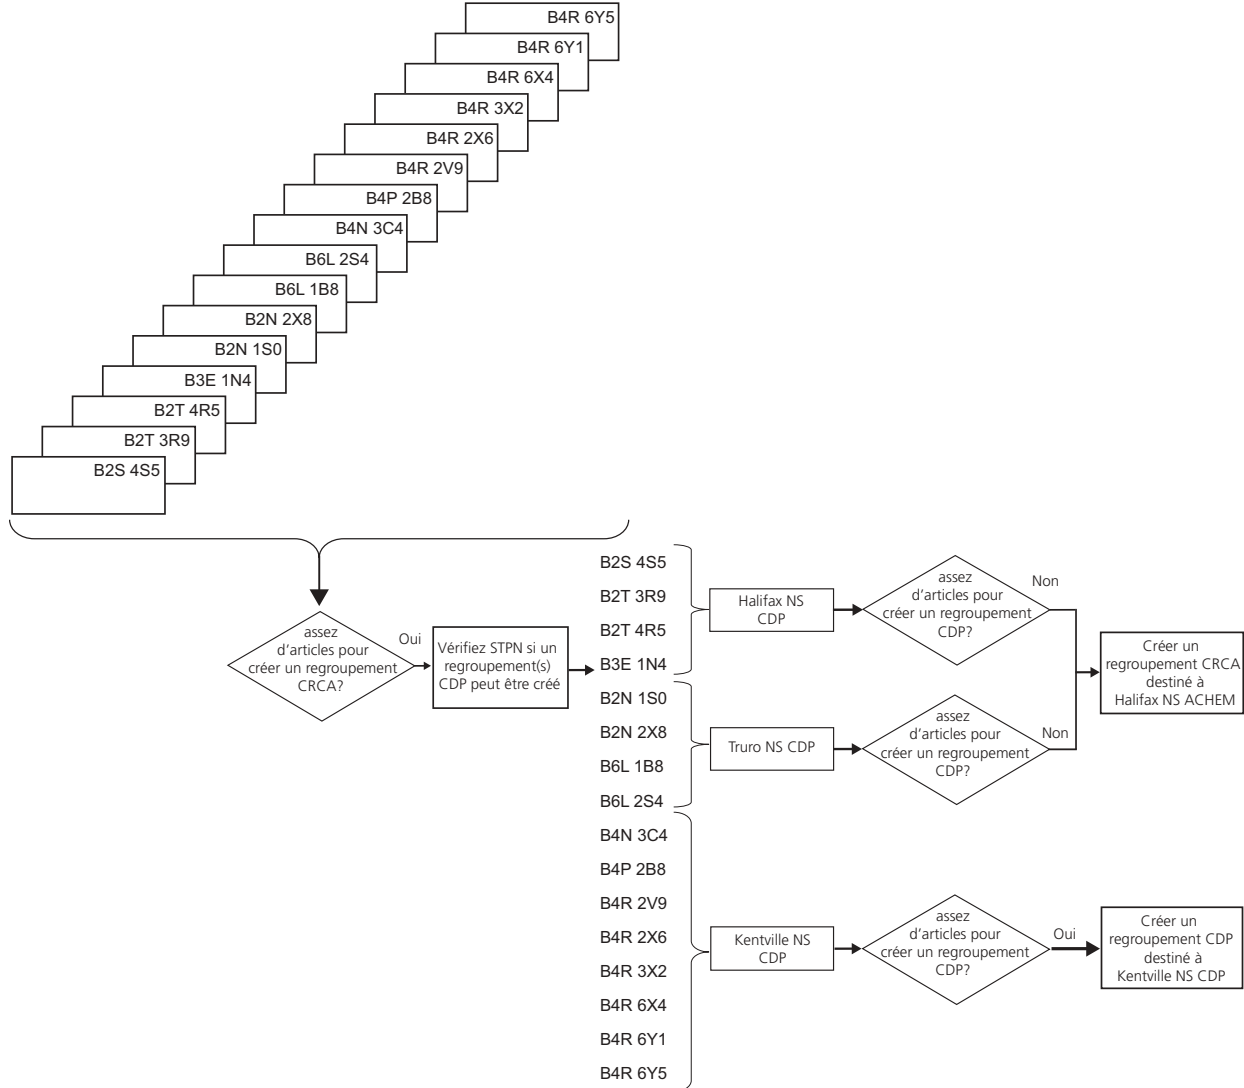 B4R 6Y5
B4R 6Y1
B4R 6X4
B4R 3X2
B4R 2X6
B4R 2V9
B4P 2B8
B4N 3C4
B6L 2S4
B6L 1B8
B2N 2X8
B2N 1S0
B3E 1N4
B2T 4R5
B2T 3R9
B2S 4S5
assez
d'articles pour
créer un regroupement
CRCA?
Oui
Vérifiez STPN si un
regroupement(s)
CDP peut être créé
B2S 4S5
B2T 3R9
B2T 4R5
B3E 1N4
B2N 1S0
B2N 2X8
B6L 1B8
B6L 2S4
B4N 3C4
B4P 2B8
B4R 2V9
B4R 2X6
B4R 3X2
B4R 6X4
B4R 6Y1
B4R 6Y5
Halifax NS
CDP
assez
d'articles pour
créer un regroupement
CDP?
Non
Truro NS CDP
assez
d'articles pour
créer un regroupement
CDP?
Non
Créer un
regroupement CRCA
destiné à
Halifax NS ACHEM
Kentville NS
CDP
assez
d'articles pour
créer un regroupement
CDP?
Oui
Créer un
regroupement CDP
destiné à
Kentville NS CDP